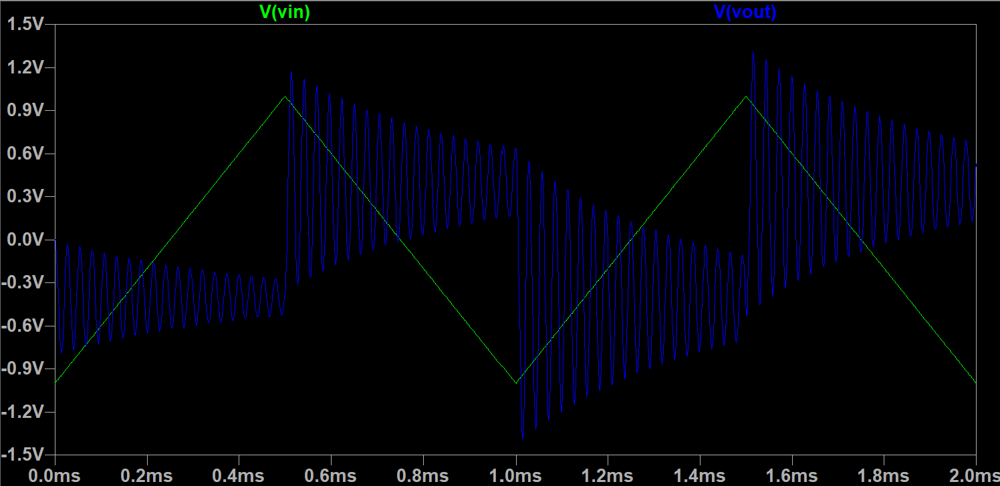 V(vin) V(vout)
1.5V
1.2V
0.9V
0.6V
0.3V
0.0V
-0.3V
-0.6V
-0.9V
-1.2V
-1.5V
0.0ms 0.2ms 0.4ms 0.6ms 0.8ms 1.0ms 1.2ms 1.4ms 1.6ms 1.8ms 2.0ms